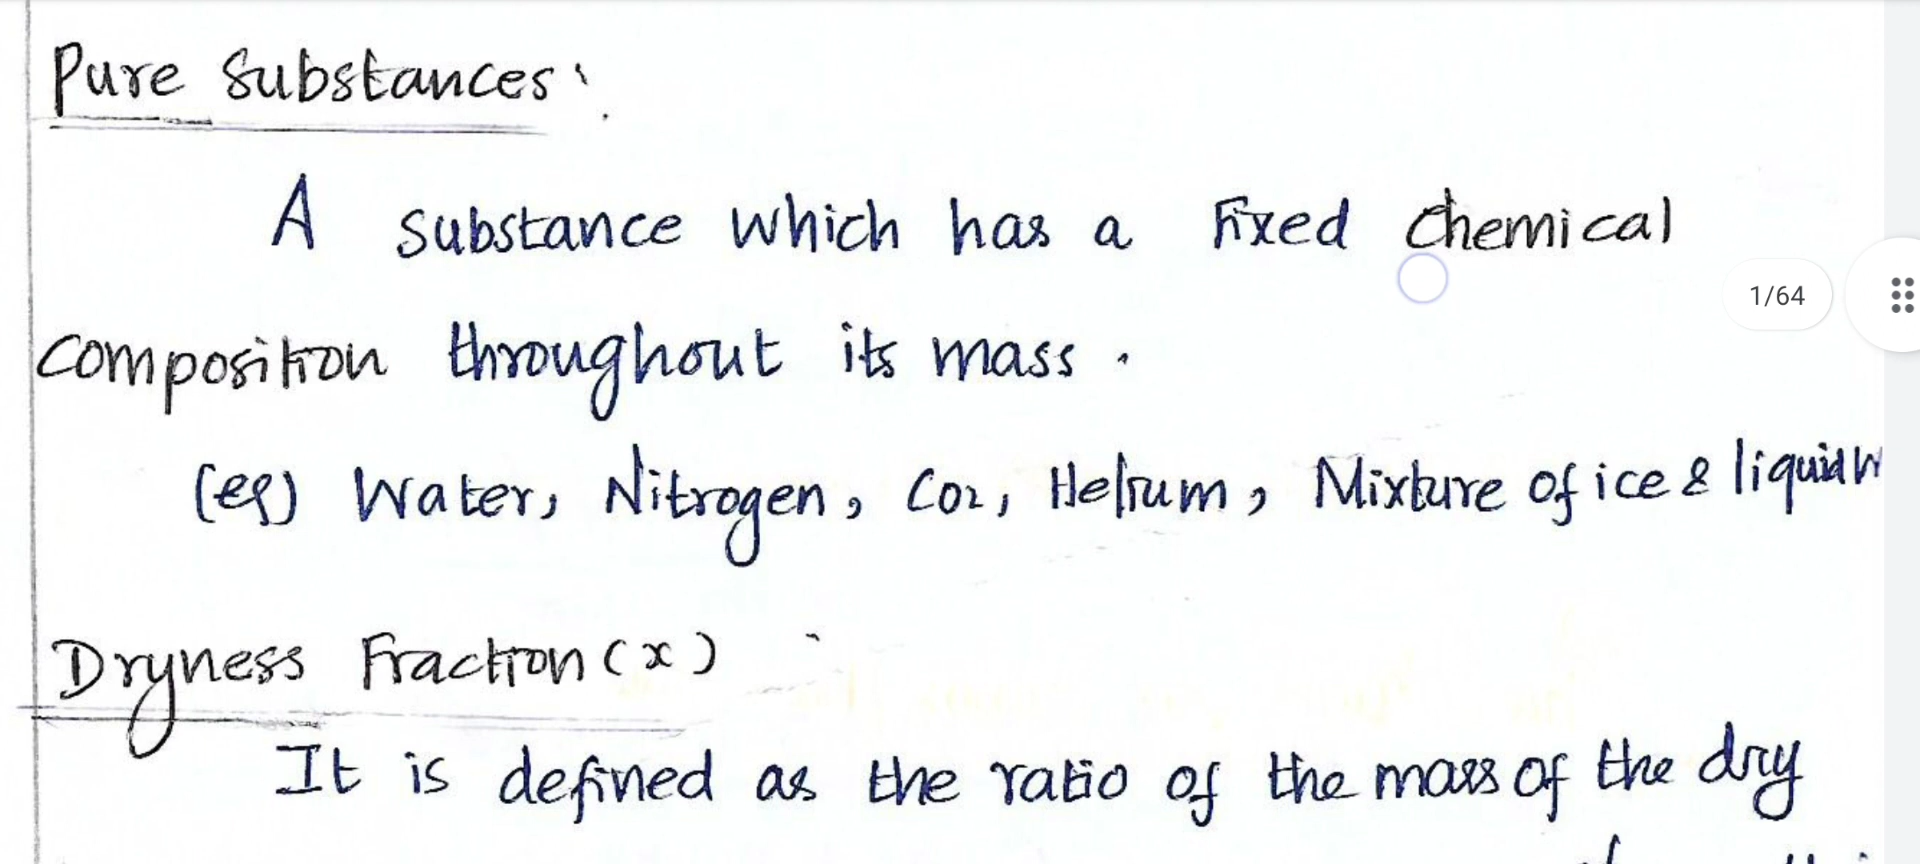 Pure Substances:
A substance which has a fixed chemical
1/64
composition throughout its mass.
(eg) Water, Nitrogen, CO2, Helium, Mixture of ice & liquid w
Dryness Fraction (x)
It is defined as the ratio of the mass of the dry